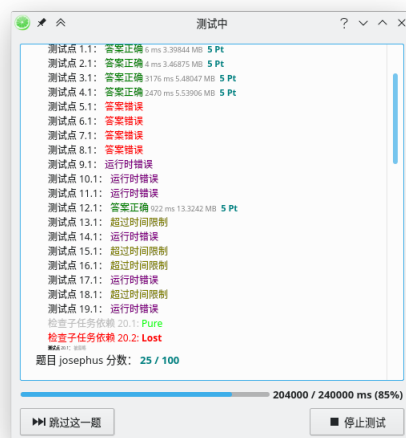 测试中
测试点 1.1： 答案正确 6 ms 3.39844 MB 5 Pt
测试点 2.1： 答案正确 4 ms 3.46875 MB 5 Pt
测试点 3.1： 答案正确 3176 ms 5.48047 MB 5 Pt
测试点 4.1： 答案正确 2470 ms 5.53906 MB 5 Pt
测试点 5.1： 答案错误
测试点 6.1： 答案错误
测试点 7.1： 答案错误
测试点 8.1： 答案错误
测试点 9.1： 运行时错误
测试点 10.1： 运行时错误
测试点 11.1： 运行时错误
测试点 12.1： 答案正确 922 ms 13.3242 MB 5 Pt
测试点 13.1： 超过时间限制
测试点 14.1： 运行时错误
测试点 15.1： 超过时间限制
测试点 16.1： 超过时间限制
测试点 17.1： 运行时错误
测试点 18.1： 超过时间限制
测试点 19.1： 运行时错误
检查子任务依赖 20.1: Pure
检查子任务依赖 20.2: Lost
题目 josephus 分数： 25 / 100
204000 / 240000 ms (85%)
跳过这一题
停止测试